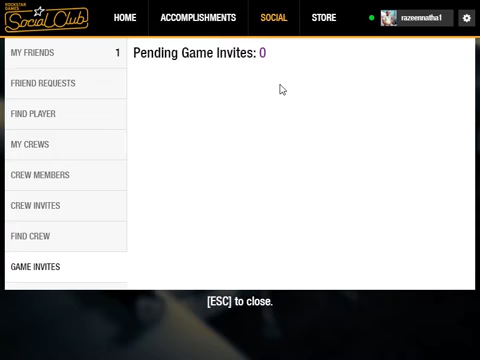 ROCKSTAR GAMES
Social Club
HOME ACCOMPLISHMENTS SOCIAL STORE razeennatha1
MY FRIENDS 1
FRIEND REQUESTS
FIND PLAYER
MY CREWS
CREW MEMBERS
CREW INVITES
FIND CREW
GAME INVITES
Pending Game Invites: 0
[ESC] to close.